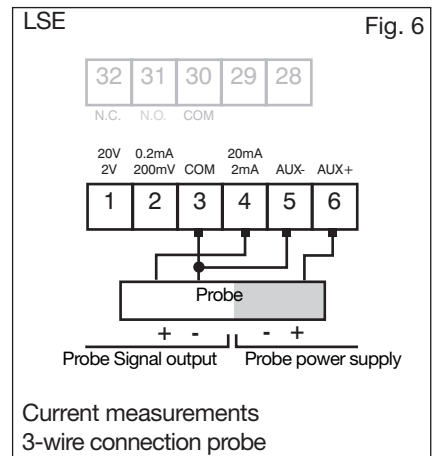 LSE Fig. 6
32 31 30 29 28
N.C. N.O. COM
20V 0.2mA 20mA
2V 200mV COM 2mA AUX- AUX+
1 2 3 4 5 6
Probe
+ - - +
Probe Signal output Probe power supply
Current measurements
3-wire connection probe